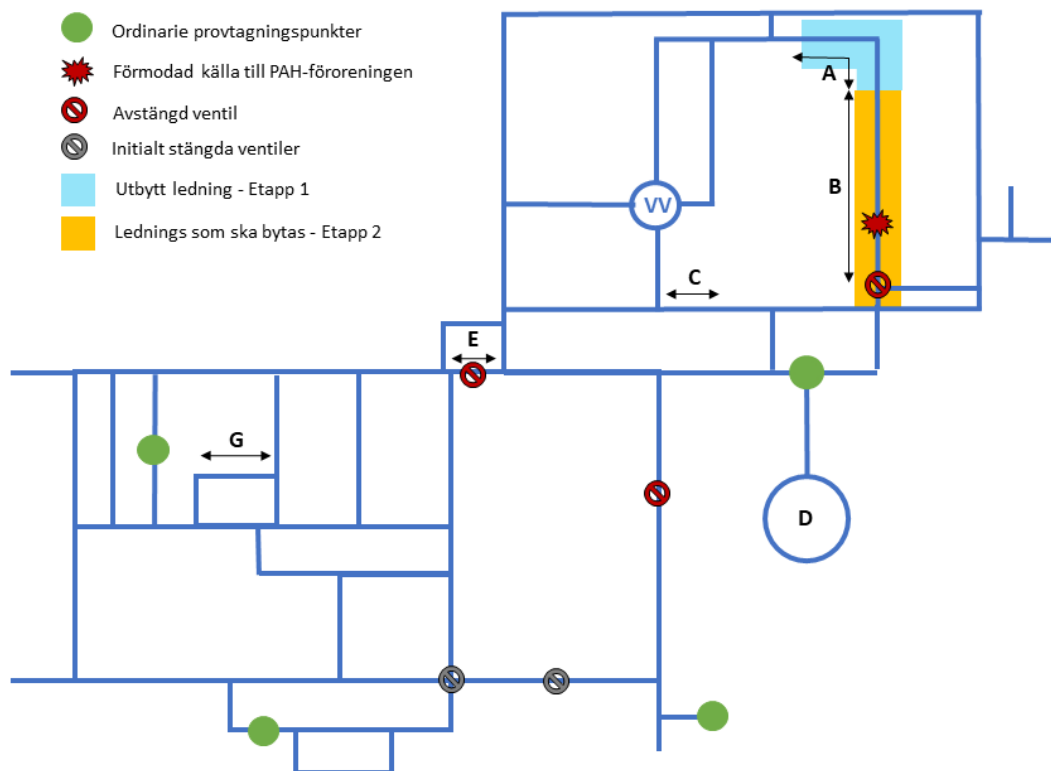 Ordinarie provtagningspunkter
Förmodad källa till PAH-föroreningen
Avstängd ventil
Initialt stängda ventiler
Utbytt ledning - Etapp 1
Lednings som ska bytas - Etapp 2
A
B
VV
C
E
G
D